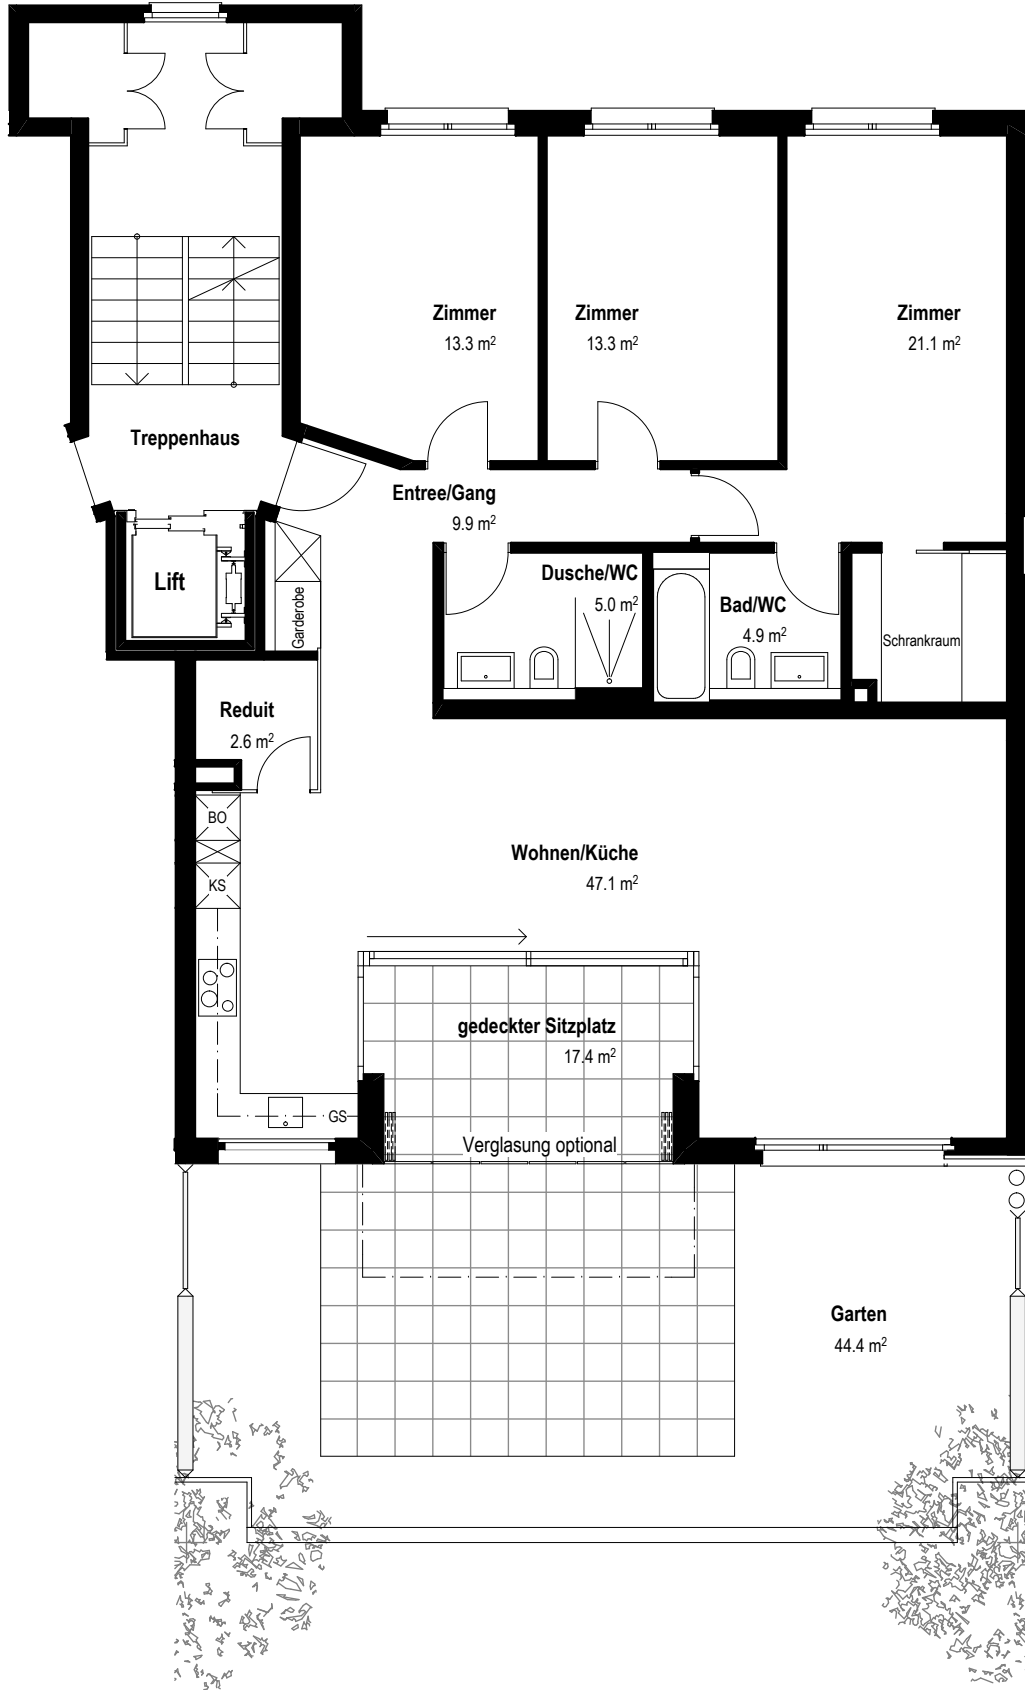 Zimmer
13.3 m²
Zimmer
13.3 m²
Zimmer
21.1 m²
Treppenhaus
Entree/Gang
9.9 m²
Lift
Garderobe
Dusche/WC
5.0 m²
Bad/WC
4.9 m²
Schrankraum
Reduit
2.6 m²
BO
KS
Wohnen/Küche
47.1 m²
gedeckter Sitzplatz
17.4 m²
GS
Verglasung optional
Garten
44.4 m²